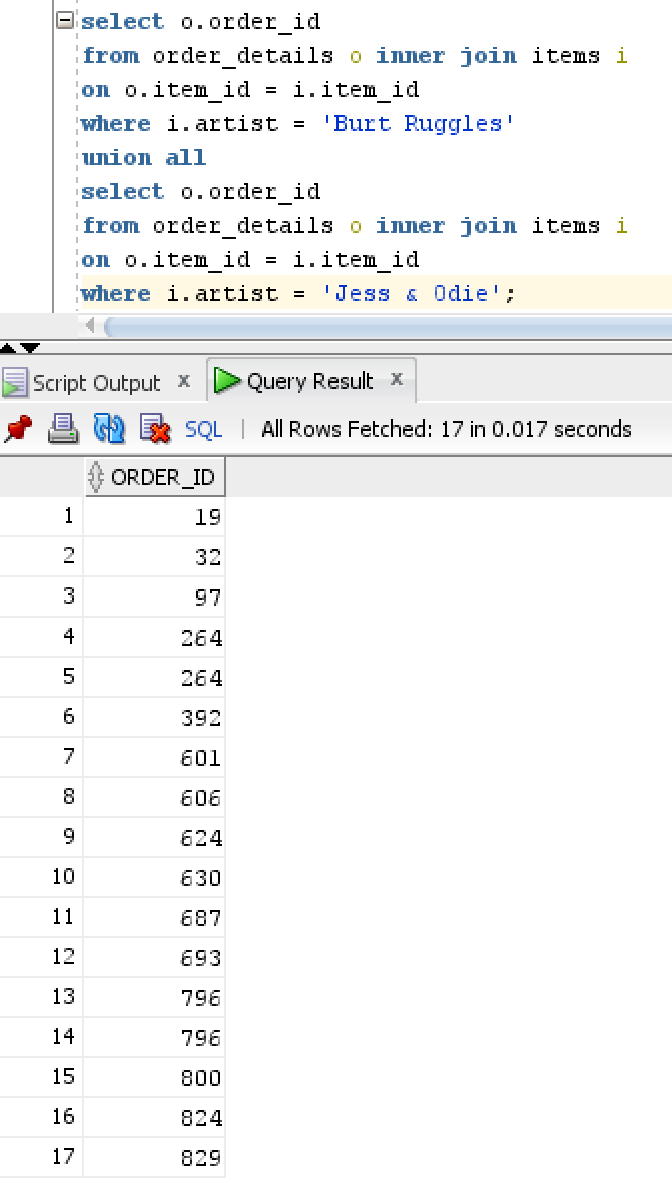 select o.order_id
from order_details o inner join items i
on o.item_id = i.item_id
where i.artist = 'Burt Ruggles'
union all
select o.order_id
from order_details o inner join items i
on o.item_id = i.item_id
where i.artist = 'Jess & Odie';
Script Output x Query Result x
SQL | All Rows Fetched: 17 in 0.017 seconds
ORDER_ID
1 19
2 32
3 97
4 264
5 264
6 392
7 601
8 606
9 624
10 630
11 687
12 693
13 796
14 796
15 800
16 824
17 829